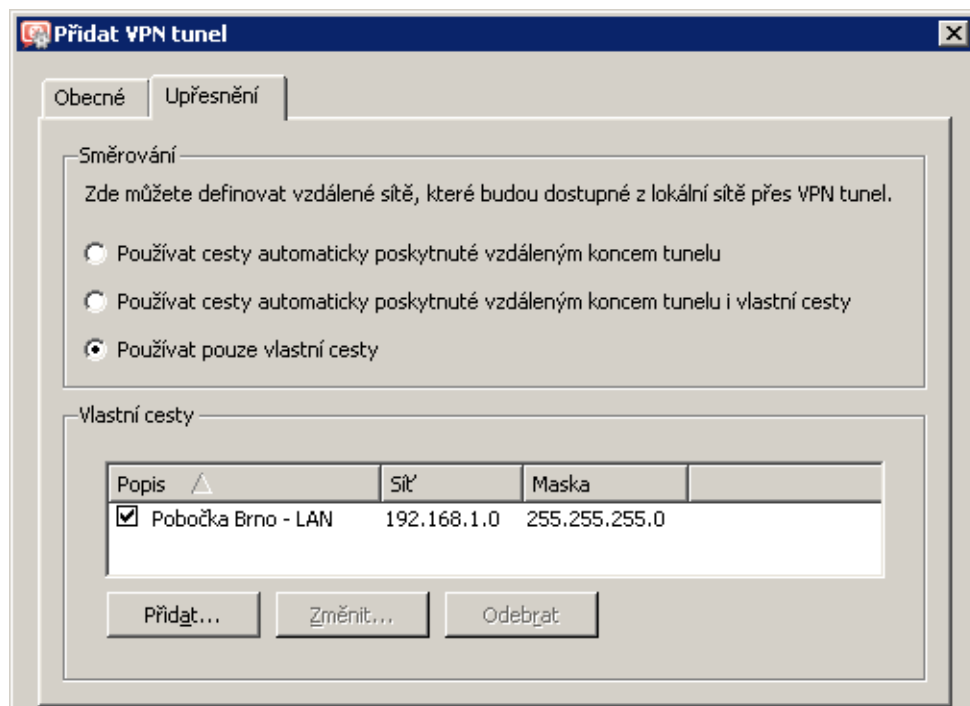 Přidat VPN tunel
Obecné Upřesnění
Směrování
Zde můžete definovat vzdálené sítě, které budou dostupné z lokální sítě přes VPN tunel.
Používat cesty automaticky poskytnuté vzdáleným koncem tunelu
Používat cesty automaticky poskytnuté vzdáleným koncem tunelu i vlastní cesty
Používat pouze vlastní cesty
Vlastní cesty
Popis Síť Maska
Pobočka Brno - LAN 192.168.1.0 255.255.255.0
Přidat... Změnit... Odebrat